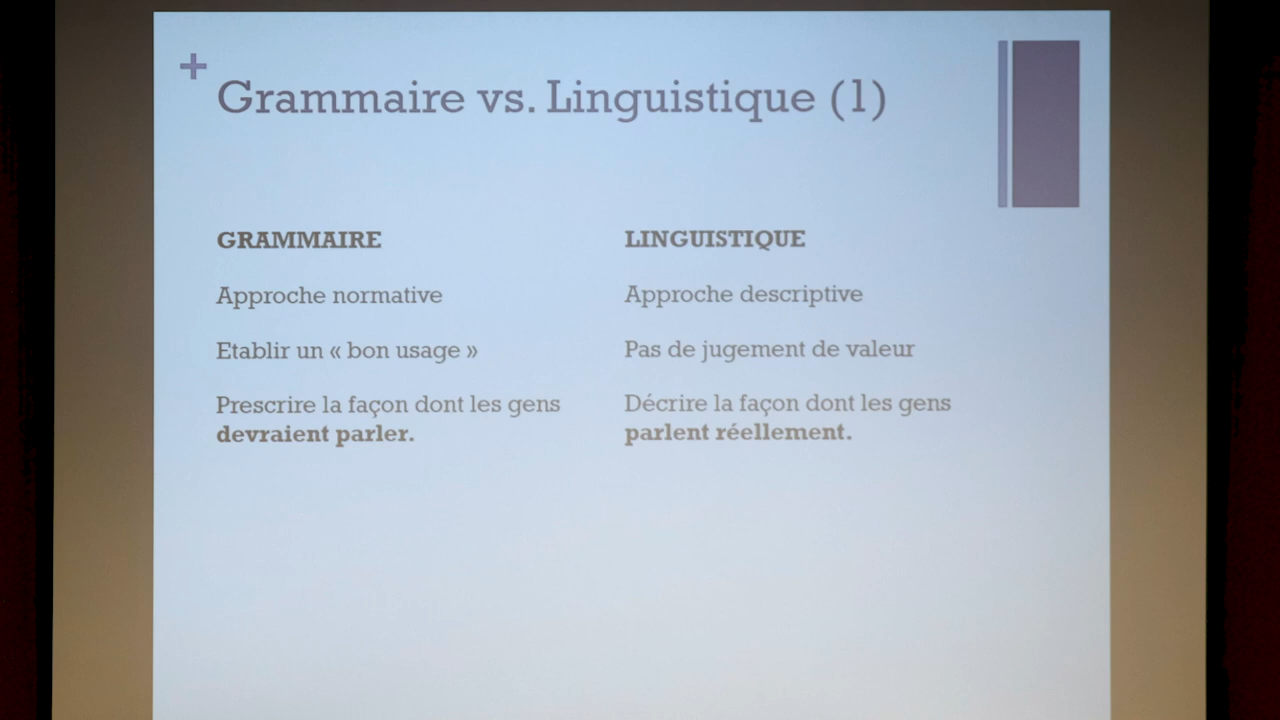 +
Grammaire vs. Linguistique (1)
GRAMMAIRE
Approche normative
Etablir un « bon usage »
Prescrire la façon dont les gens
devraient parler.
LINGUISTIQUE
Approche descriptive
Pas de jugement de valeur
Décrire la façon dont les gens
parlent réellement.